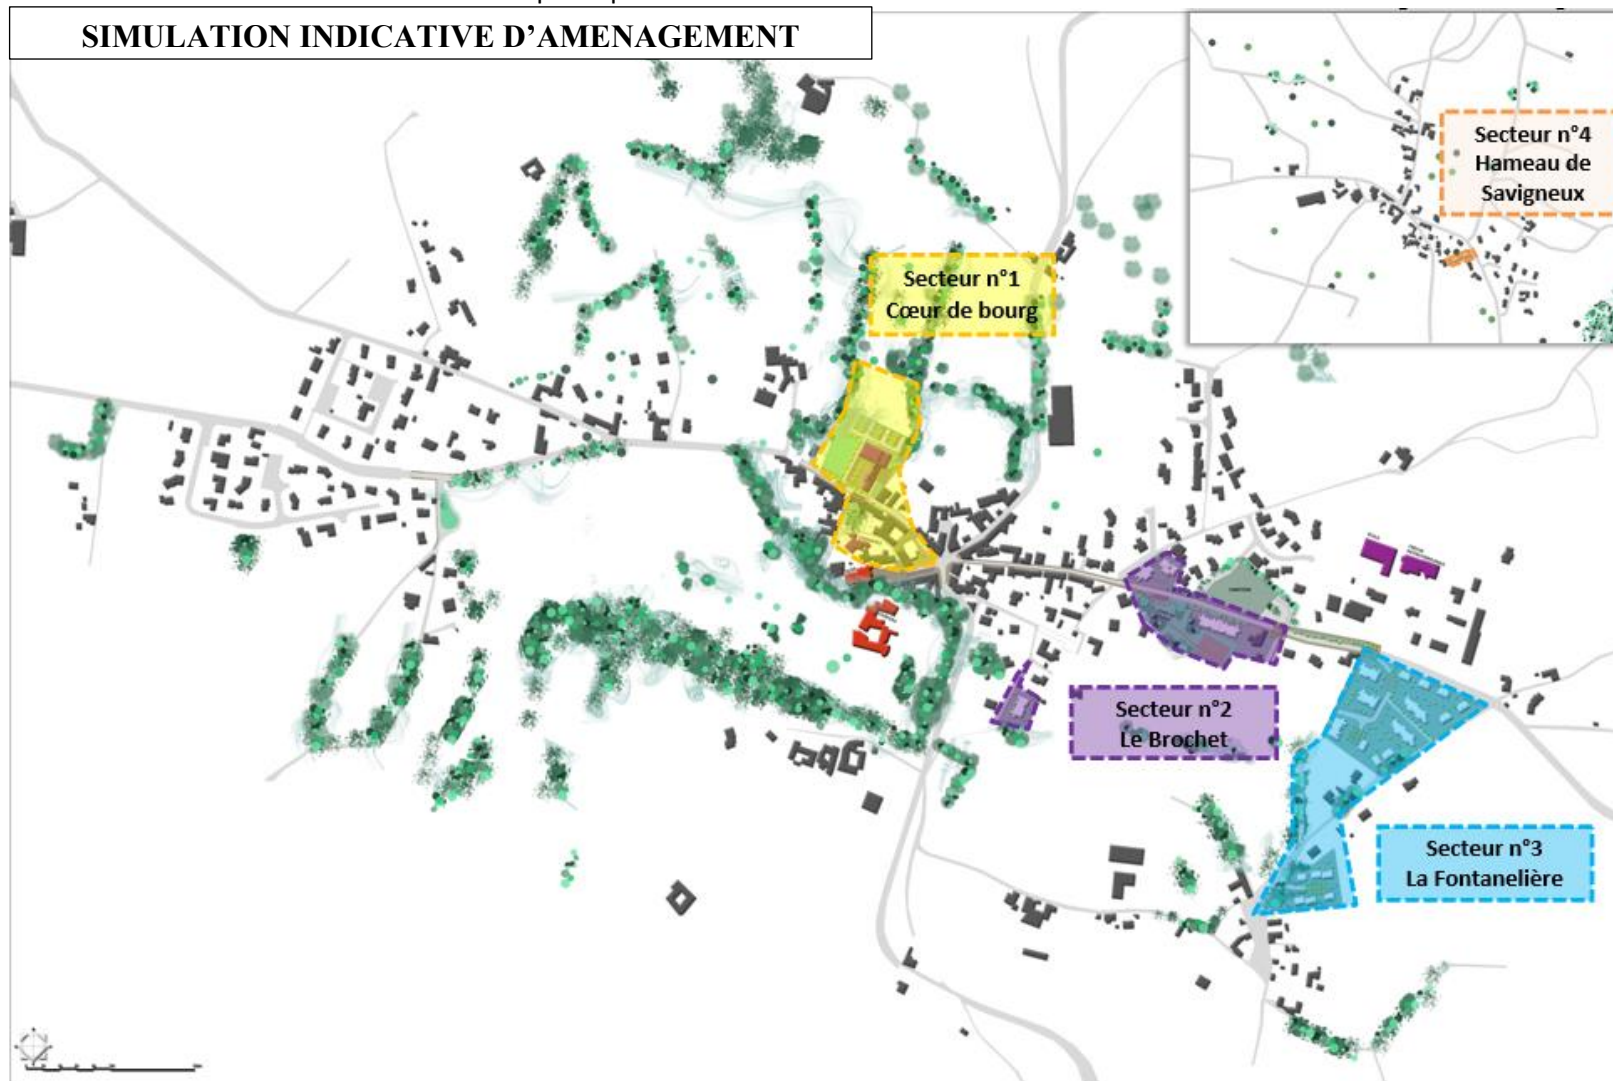 SIMULATION INDICATIVE D’AMENAGEMENT
Secteur n°4
Hameau de
Savigneux
Secteur n°1
Cœur de bourg
Secteur n°2
Le Brochet
Secteur n°3
La Fontanelière